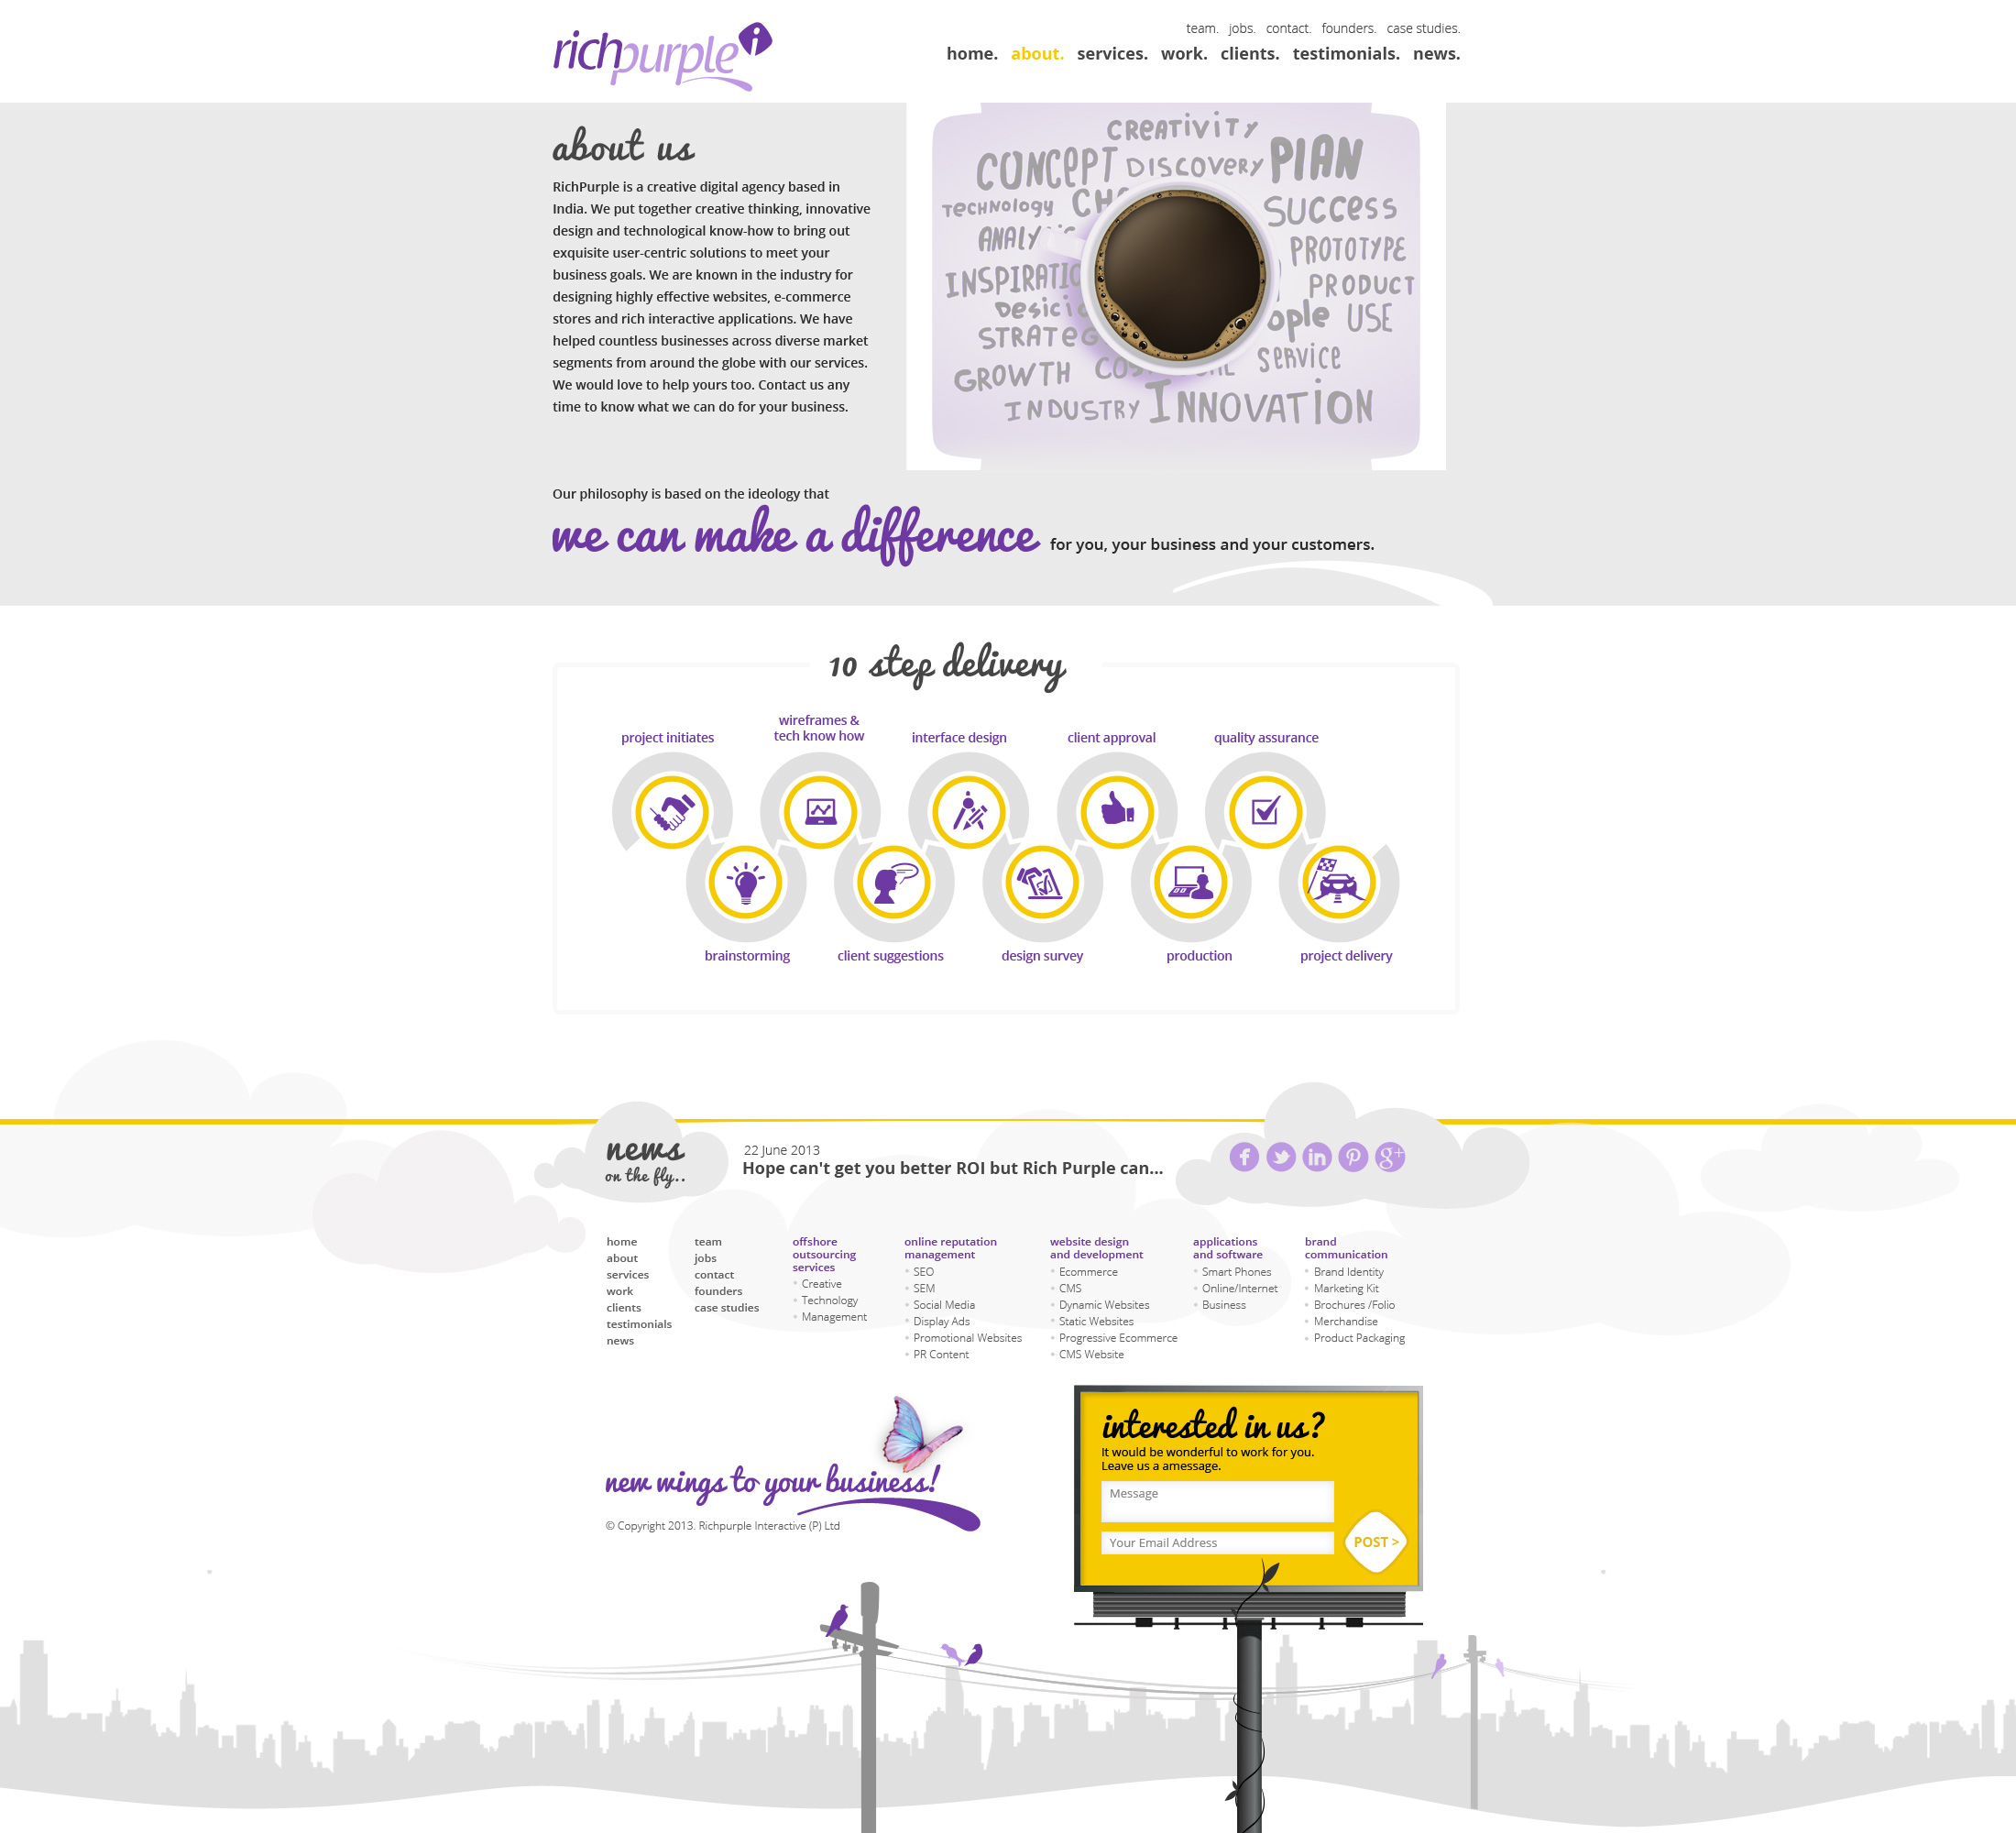 richpurple i
team. jobs. contact. founders. case studies.
home. about. services. work. clients. testimonials. news.
about us
RichPurple is a creative digital agency based in
India. We put together creative thinking, innovative
design and technological know-how to bring out
exquisite user-centric solutions to meet your
business goals. We are known in the industry for
designing highly effective websites, e-commerce
stores and rich interactive applications. We have
helped countless businesses across diverse market
segments from around the globe with our services.
We would love to help yours too. Contact us any
time to know what we can do for your business.
CREATiViTY
CONCEPT DISCOVERY PlAN
TECHNOLOGY CH SUCCESS
ANALY PROTOTYPE
INSPIRATIO PRODUCT
Desicio ople USE
STRATEG SERVICE
GROWTH COS
INDUSTRY INNOVATiON
Our philosophy is based on the ideology that
we can make a difference for you, your business and your customers.
10 step delivery
project initiates
wireframes &
tech know how
interface design
client approval
quality assurance
brainstorming
client suggestions
design survey
production
project delivery
news
on the fly..
22 June 2013
Hope can't get you better ROI but Rich Purple can...
f in g+
home
about
services
work
clients
testimonials
news
team
jobs
contact
founders
case studies
offshore
outsourcing
services
Creative
Technology
Management
online reputation
management
SEO
SEM
Social Media
Display Ads
Promotional Websites
PR Content
website design
and development
Ecommerce
CMS
Dynamic Websites
Static Websites
Progressive Ecommerce
CMS Website
applications
and software
Smart Phones
Online/Internet
Business
brand
communication
Brand Identity
Marketing Kit
Brochures /Folio
Merchandise
Product Packaging
new wings to your business!
© Copyright 2013. Richpurple Interactive (P) Ltd
interested in us?
It would be wonderful to work for you.
Leave us a amessage.
Message
Your Email Address
POST >